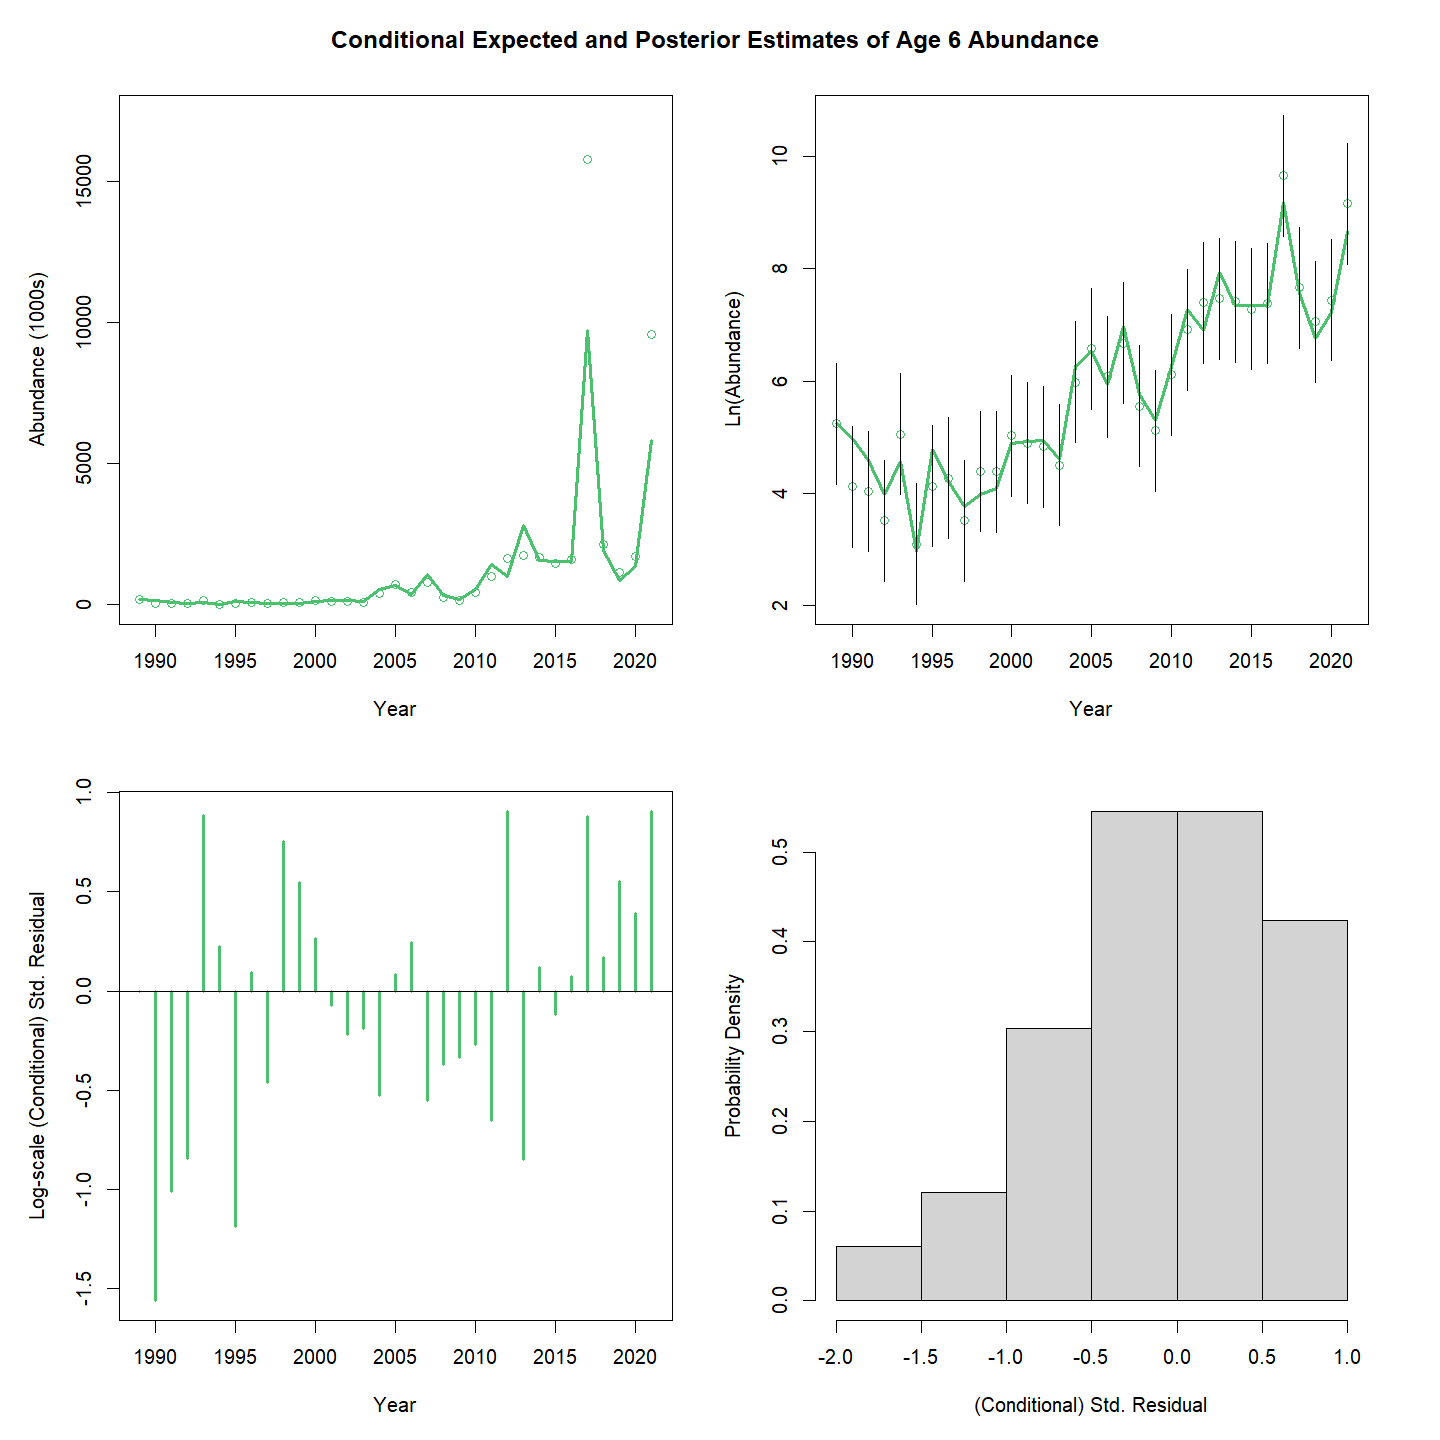 Conditional Expected and Posterior Estimates of Age 6 Abundance
Abundance (1000s)
0 5000 10000 15000
1990 1995 2000 2005 2010 2015 2020
Year
Ln(Abundance)
2 4 6 8 10
1990 1995 2000 2005 2010 2015 2020
Year
Log-scale (Conditional) Std. Residual
-1.5 -1.0 -0.5 0.0 0.5 1.0
1990 1995 2000 2005 2010 2015 2020
Year
Probability Density
0.0 0.1 0.2 0.3 0.4 0.5
-2.0 -1.5 -1.0 -0.5 0.0 0.5 1.0
(Conditional) Std. Residual